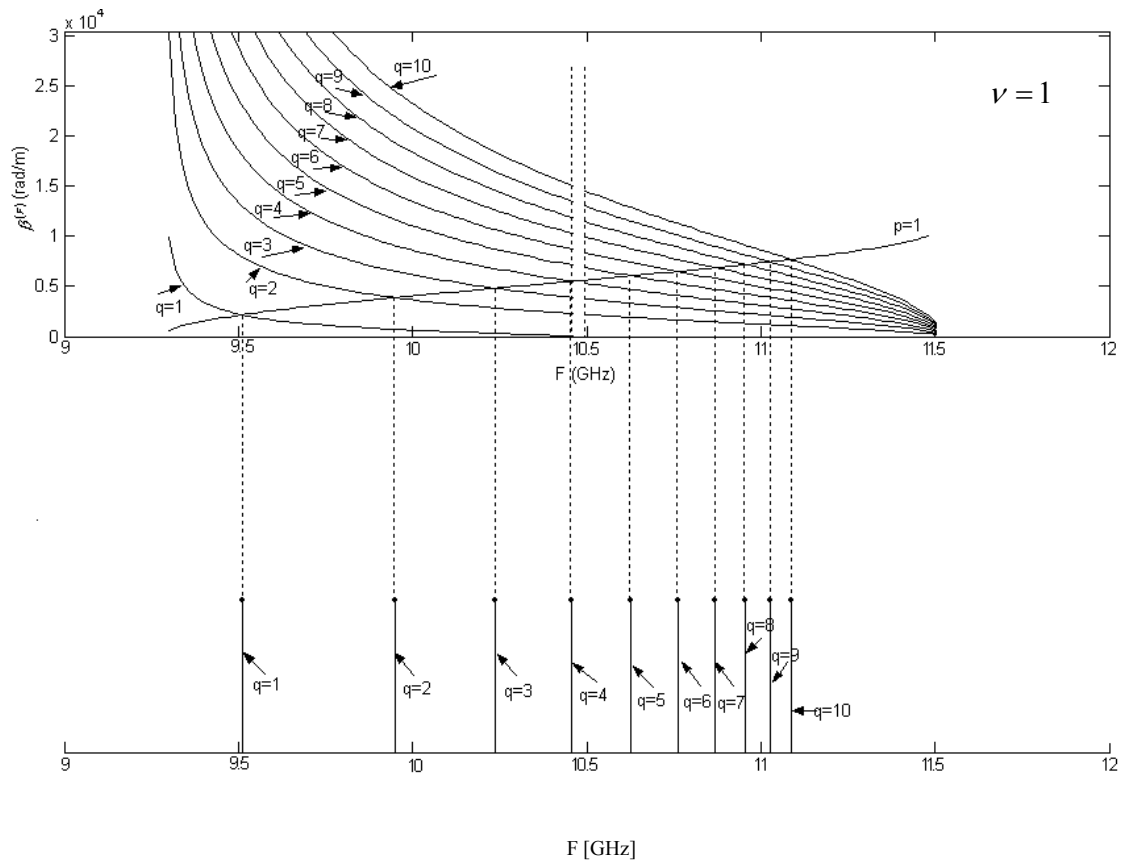 x 10⁴
3
2.5
2
1.5
1
0.5
0
β⁽ᶠ⁾ (rad/m)
ν = 1
q=10
q=9
q=8
q=7
q=6
q=5
q=4
q=3
q=2
q=1
p=1
9 9.5 10 10.5 11 11.5 12
F (GHz)
q=1 q=2 q=3 q=4 q=5 q=6 q=7 q=8 q=9 q=10
9 9.5 10 10.5 11 11.5 12
F [GHz]